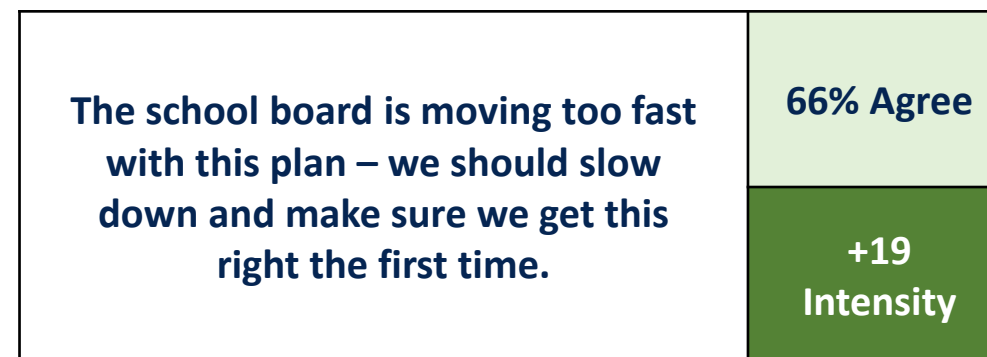 The school board is moving too fast
with this plan – we should slow
down and make sure we get this
right the first time.
66% Agree
+19
Intensity